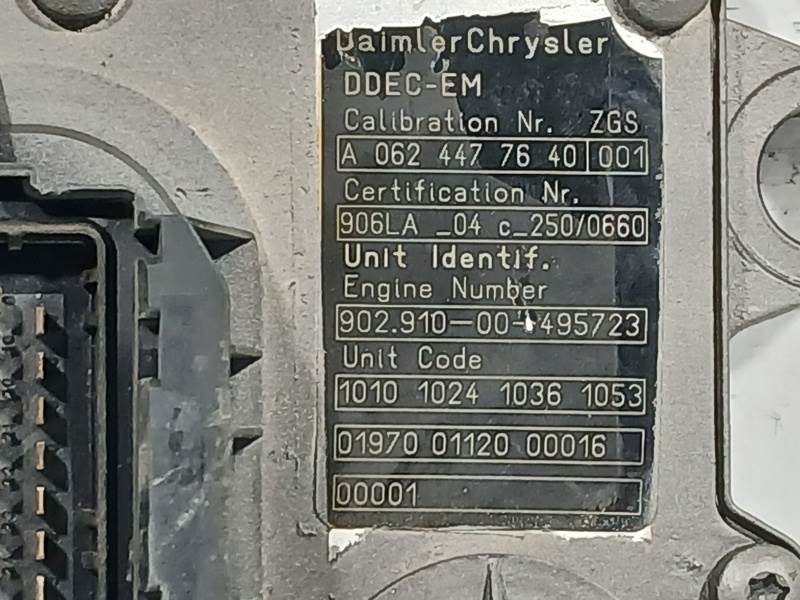 DaimlerChrysler
DDEC-EM
Calibration Nr. ZGS
A 062 447 76 40 001
Certification Nr.
906LA _04 c_250/0660
Unit Identif.
Engine Number
902.910-00-495723
Unit Code
1010 1024 1036 1053
01970 01120 00016
00001